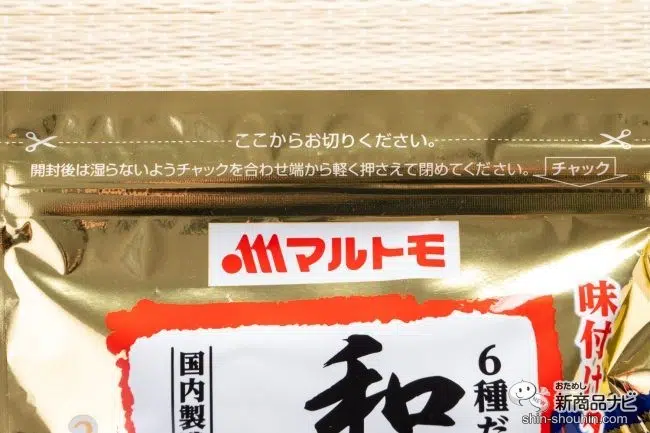 ここからお切りください。
開封後は湿らないようチャックを合わせ端から軽く押さえて閉めてください。
チャック
マルトモ
味付け
6種だ
和
国内製
NEW
おためし
新商品ナビ
shin-shouhin.com